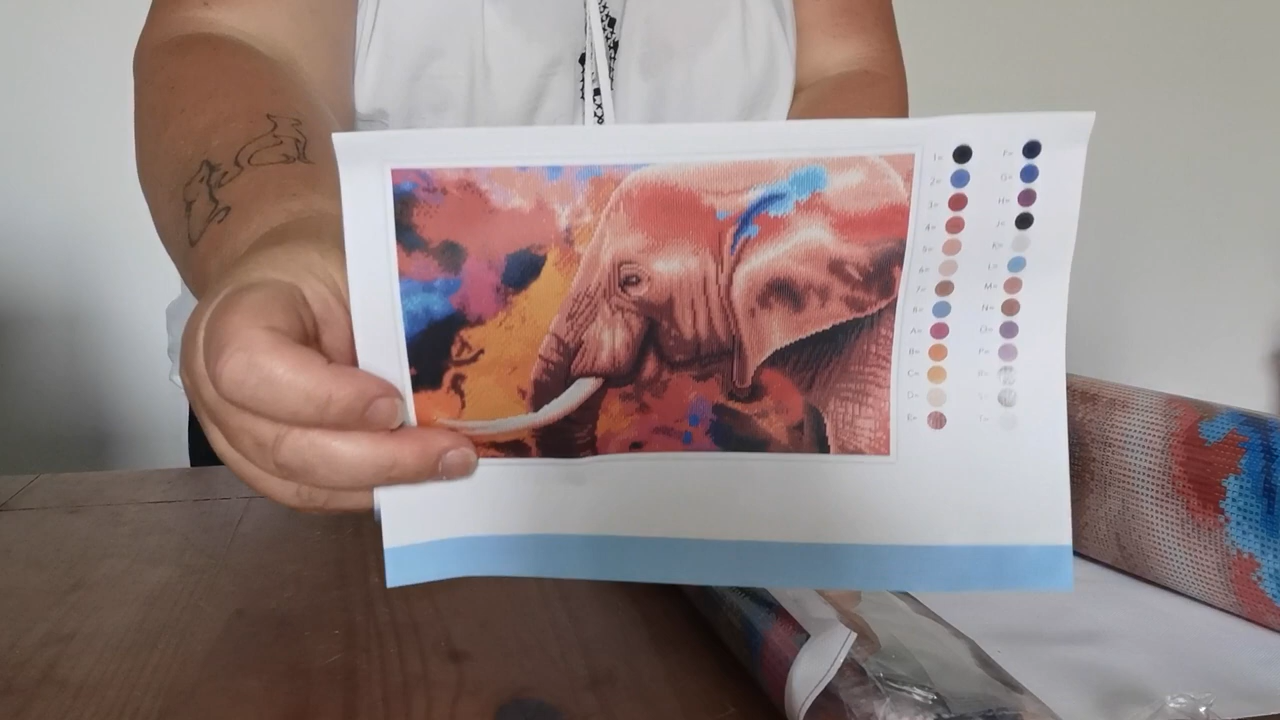 1= F=
2= G=
3= H=
4= J=
5= K=
6= L=
7= M=
8= N=
A= O=
B= P=
C=
D=
E=